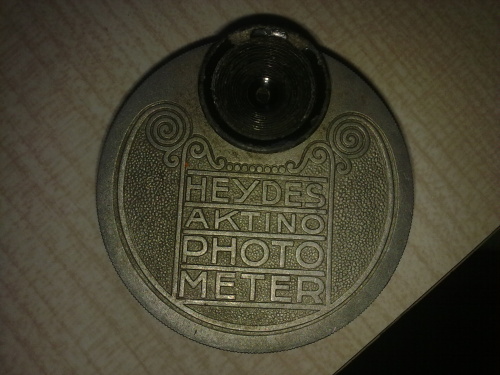 HEYDES
AKTINO
PHOTO
METER